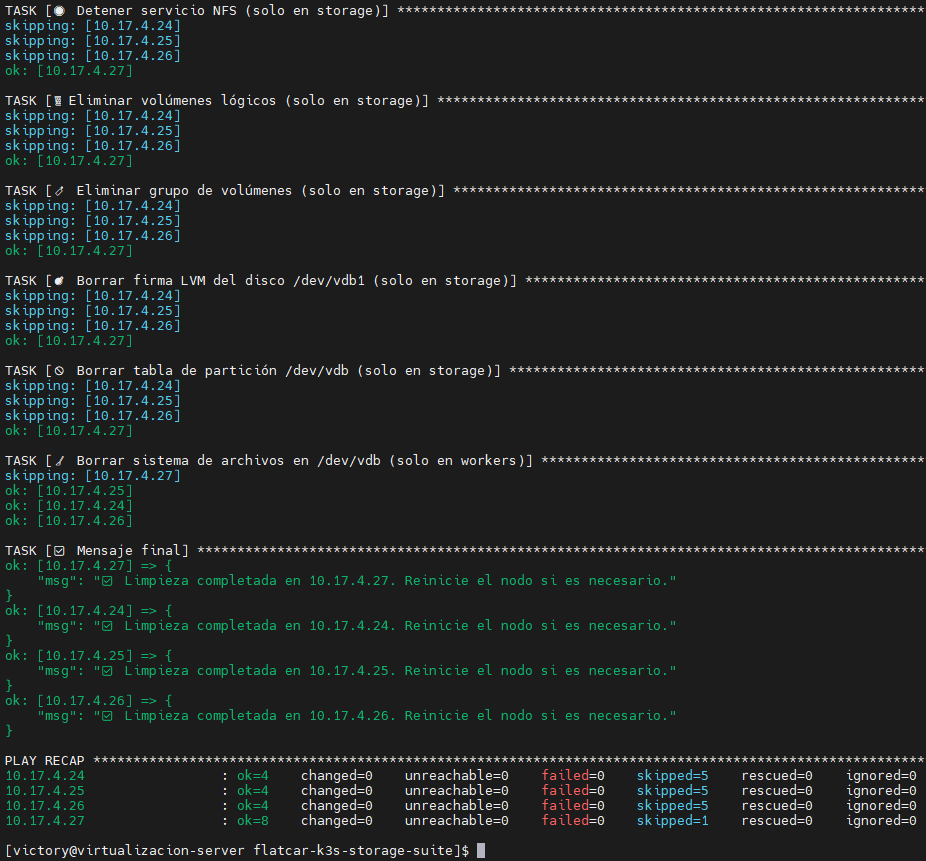 TASK [🛑 Detener servicio NFS (solo en storage)] ******************************************************************
skipping: [10.17.4.24]
skipping: [10.17.4.25]
skipping: [10.17.4.26]
ok: [10.17.4.27]
TASK [🗑 Eliminar volúmenes lógicos (solo en storage)] *************************************************************
skipping: [10.17.4.24]
skipping: [10.17.4.25]
skipping: [10.17.4.26]
ok: [10.17.4.27]
TASK [🧨 Eliminar grupo de volúmenes (solo en storage)] ***********************************************************
skipping: [10.17.4.24]
skipping: [10.17.4.25]
skipping: [10.17.4.26]
ok: [10.17.4.27]
TASK [💣 Borrar firma LVM del disco /dev/vdb1 (solo en storage)] **************************************************
skipping: [10.17.4.24]
skipping: [10.17.4.25]
skipping: [10.17.4.26]
ok: [10.17.4.27]
TASK [🚫 Borrar tabla de partición /dev/vdb (solo en storage)] ****************************************************
skipping: [10.17.4.24]
skipping: [10.17.4.25]
skipping: [10.17.4.26]
ok: [10.17.4.27]
TASK [🧹 Borrar sistema de archivos en /dev/vdb (solo en workers)] ************************************************
skipping: [10.17.4.27]
ok: [10.17.4.25]
ok: [10.17.4.24]
ok: [10.17.4.26]
TASK [✅ Mensaje final] *******************************************************************************************
ok: [10.17.4.27] => {
    "msg": "✅ Limpieza completada en 10.17.4.27. Reinicie el nodo si es necesario."
}
ok: [10.17.4.24] => {
    "msg": "✅ Limpieza completada en 10.17.4.24. Reinicie el nodo si es necesario."
}
ok: [10.17.4.25] => {
    "msg": "✅ Limpieza completada en 10.17.4.25. Reinicie el nodo si es necesario."
}
ok: [10.17.4.26] => {
    "msg": "✅ Limpieza completada en 10.17.4.26. Reinicie el nodo si es necesario."
}
PLAY RECAP ********************************************************************************************************
10.17.4.24                 : ok=4    changed=0    unreachable=0    failed=0    skipped=5    rescued=0    ignored=0
10.17.4.25                 : ok=4    changed=0    unreachable=0    failed=0    skipped=5    rescued=0    ignored=0
10.17.4.26                 : ok=4    changed=0    unreachable=0    failed=0    skipped=5    rescued=0    ignored=0
10.17.4.27                 : ok=8    changed=0    unreachable=0    failed=0    skipped=1    rescued=0    ignored=0
[victory@virtualizacion-server flatcar-k3s-storage-suite]$